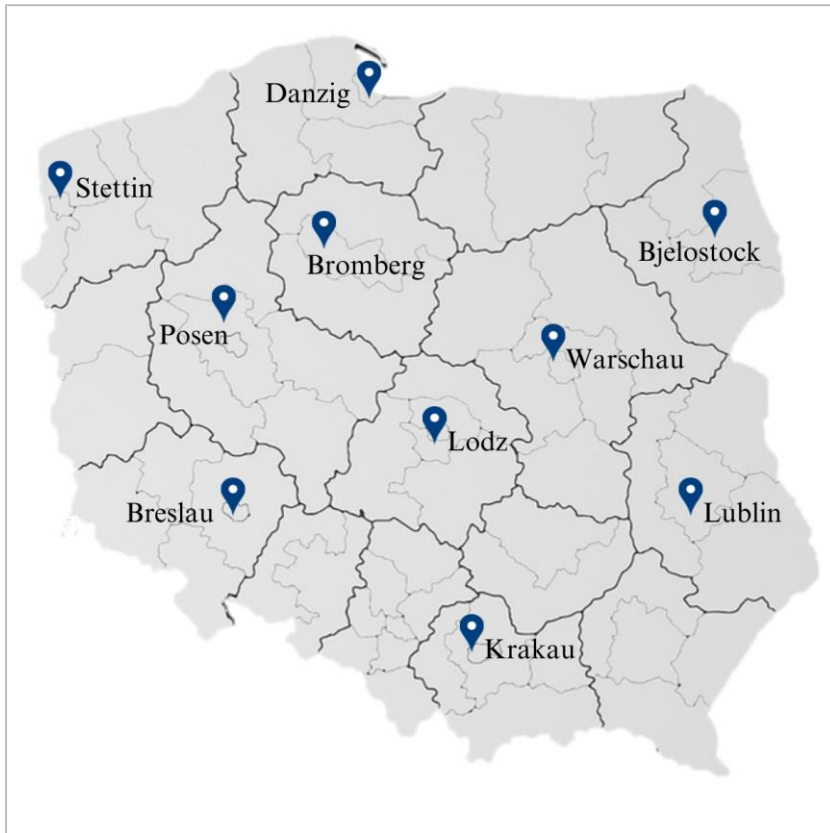 Danzig
Stettin
Bromberg
Bjelostock
Posen
Warschau
Lodz
Breslau
Lublin
Krakau